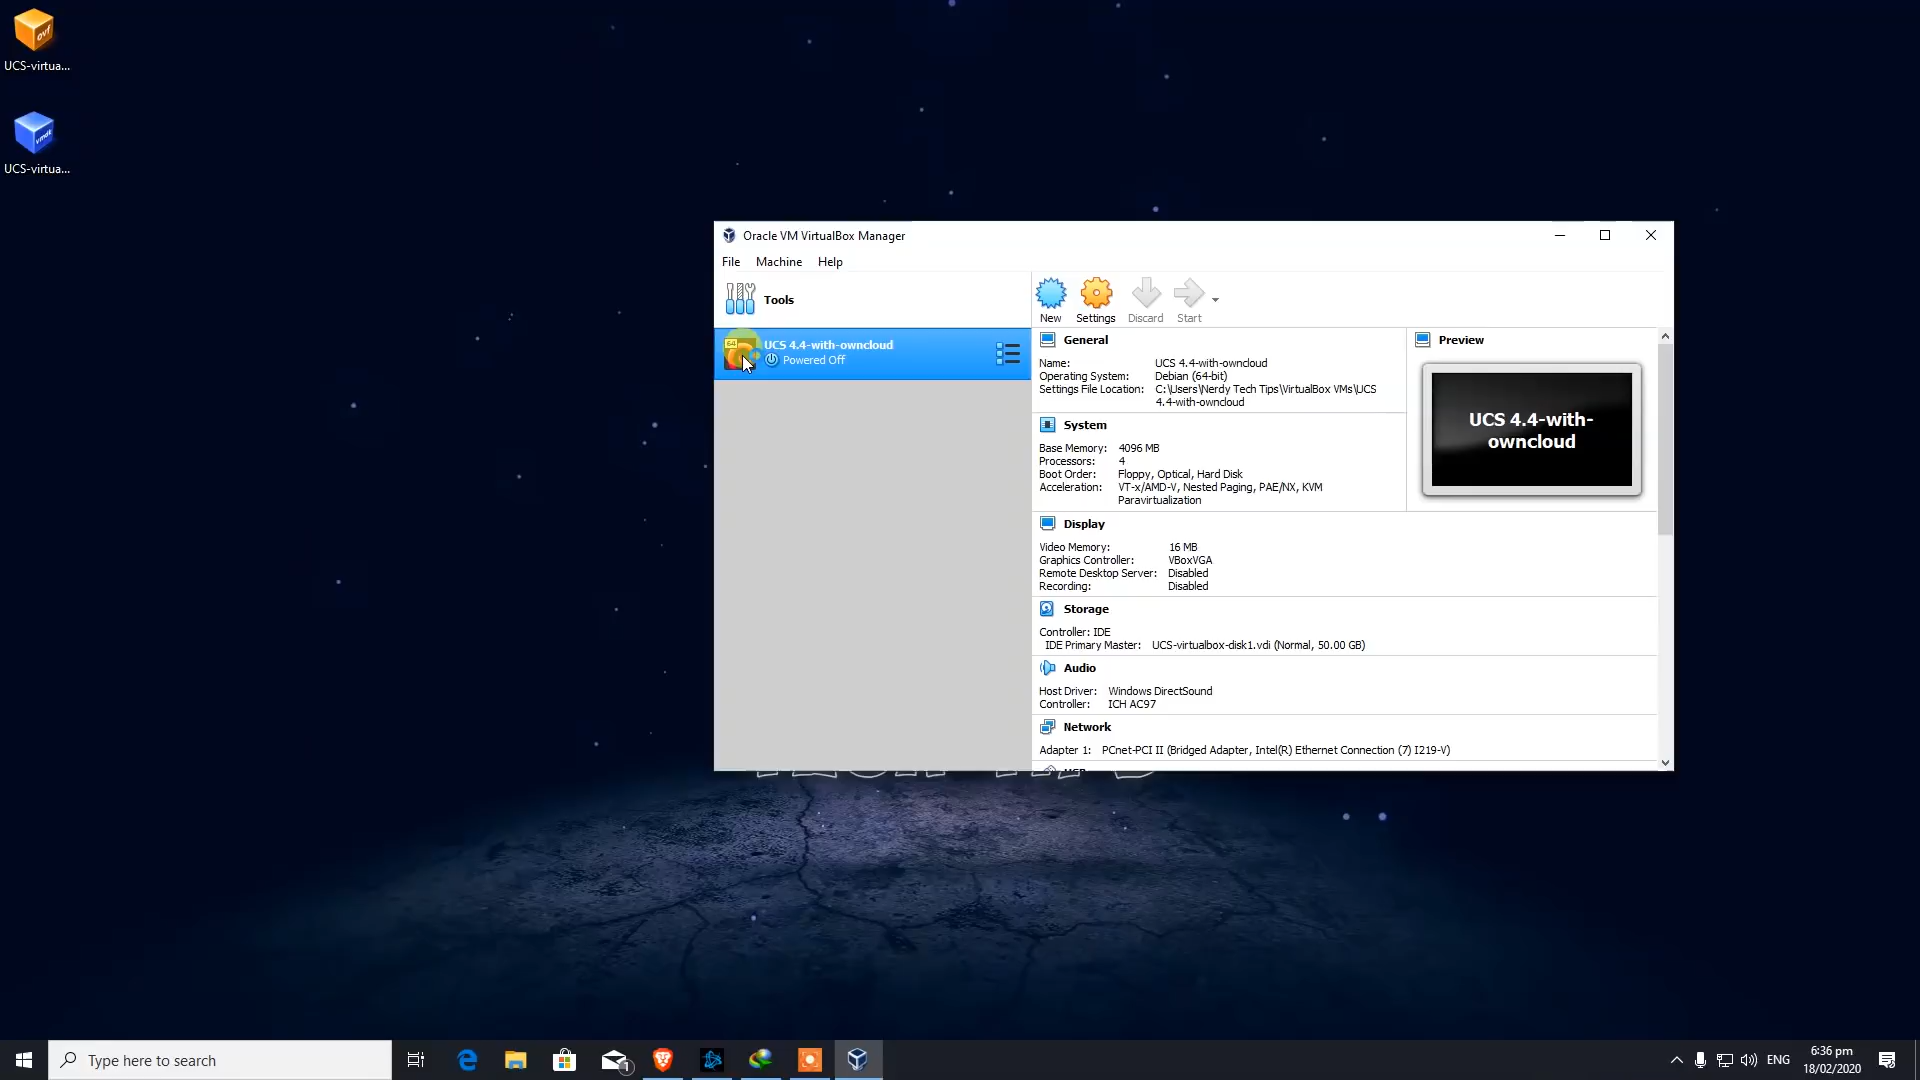 ovf
UCS-virtua...
vmdk
UCS-virtua...
Oracle VM VirtualBox Manager
File Machine Help
Tools
New Settings Discard Start
64
UCS 4.4-with-owncloud
Powered Off
General
Name: UCS 4.4-with-owncloud
Operating System: Debian (64-bit)
Settings File Location: C:\Users\Nerdy Tech Tips\VirtualBox VMs\UCS
4.4-with-owncloud
Preview
UCS 4.4-with-
owncloud
System
Base Memory: 4096 MB
Processors: 4
Boot Order: Floppy, Optical, Hard Disk
Acceleration: VT-x/AMD-V, Nested Paging, PAE/NX, KVM
Paravirtualization
Display
Video Memory: 16 MB
Graphics Controller: VBoxVGA
Remote Desktop Server: Disabled
Recording: Disabled
Storage
Controller: IDE
IDE Primary Master: UCS-virtualbox-disk1.vdi (Normal, 50.00 GB)
Audio
Host Driver: Windows DirectSound
Controller: ICH AC97
Network
Adapter 1: PCnet-PCI II (Bridged Adapter, Intel(R) Ethernet Connection (7) I219-V)
Type here to search
1
ENG
6:36 pm
18/02/2020